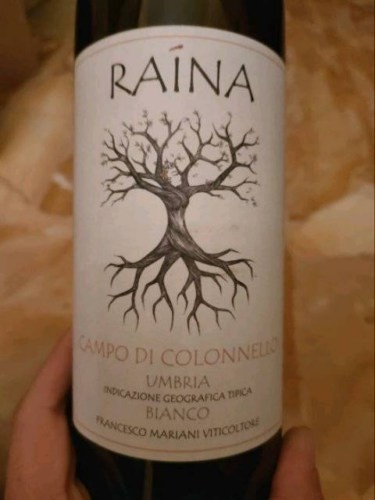 RAÍNA
CAMPO DI COLONNELLO
UMBRIA
INDICAZIONE GEOGRAFICA TIPICA
BIANCO
FRANCESCO MARIANI VITICOLTORE